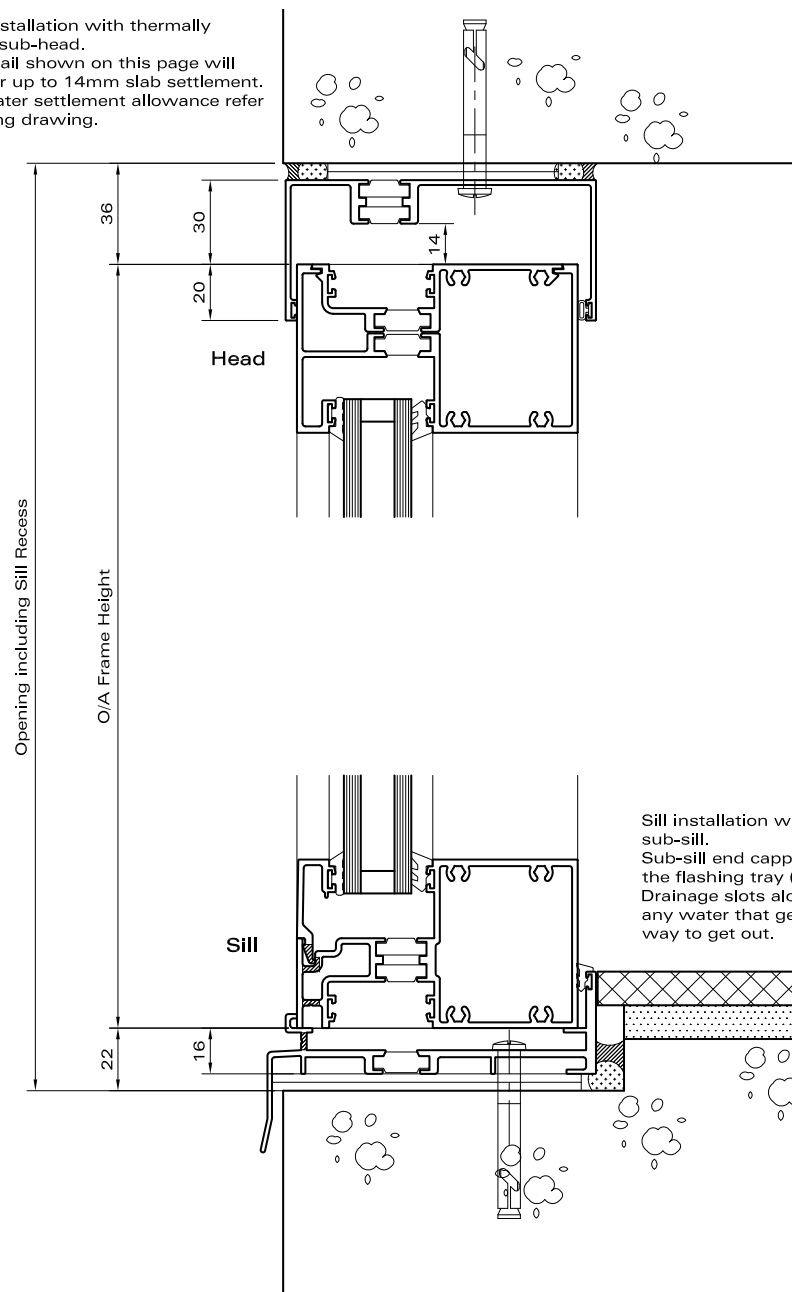 stallation with thermally
sub-head.
ail shown on this page will
r up to 14mm slab settlement.
ater settlement allowance refer
ng drawing.
36
30
14
20
Head
Opening including Sill Recess
O/A Frame Height
Sill installation w
sub-sill.
Sub-sill end capp
the flashing tray (
Drainage slots alo
any water that ge
way to get out.
Sill
22
16